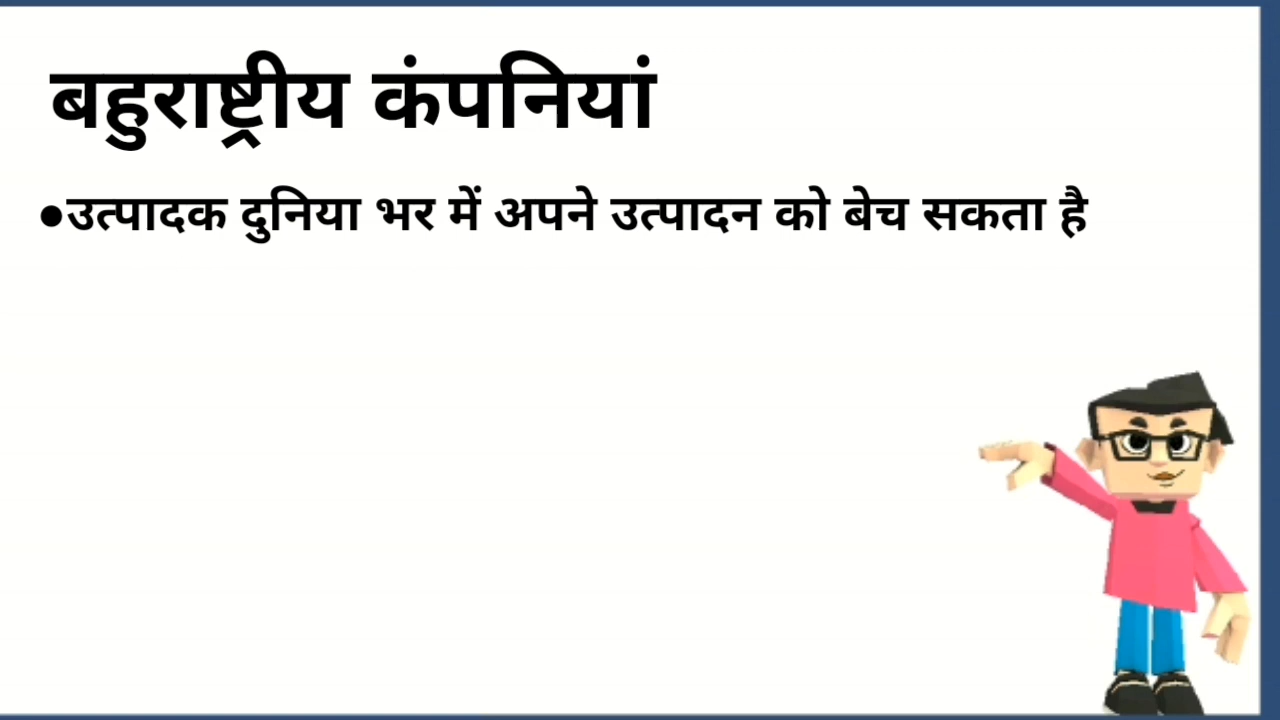 बहुराष्ट्रीय कंपनियां
•उत्पादक दुनिया भर में अपने उत्पादन को बेच सकता है